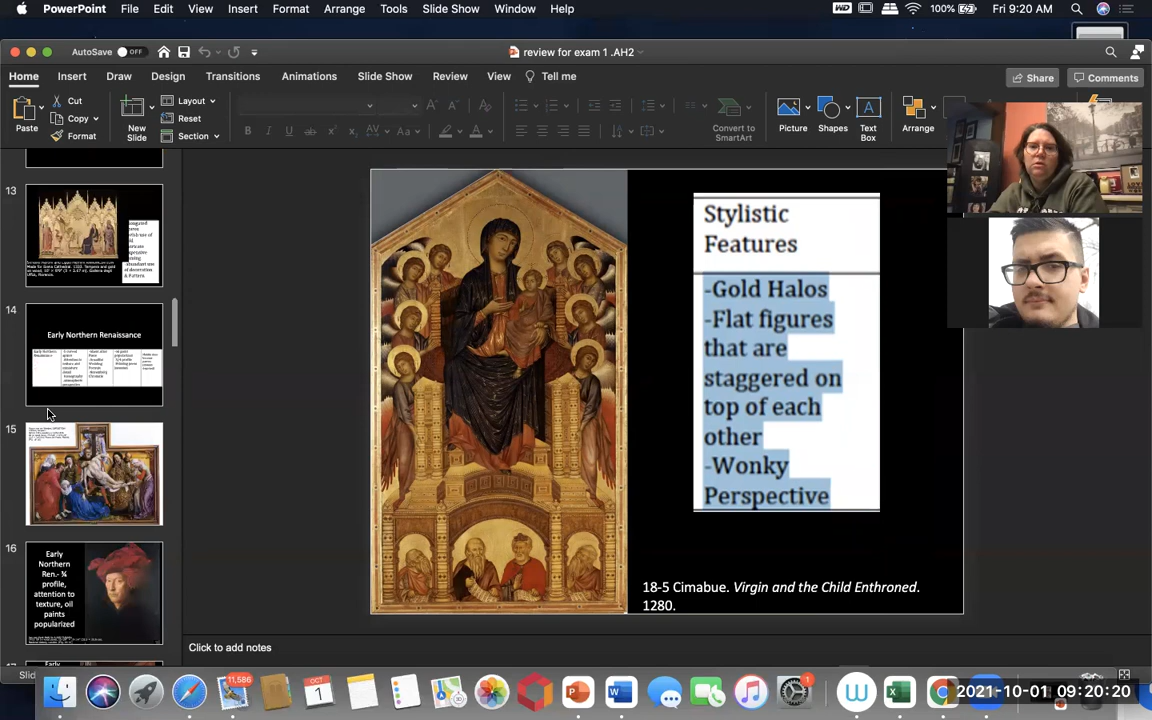 PowerPoint File Edit View Insert Format Arrange Tools Slide Show Window Help 100% Fri 9:20 AM
AutoSave OFF review for exam 1 .AH2
Home Insert Draw Design Transitions Animations Slide Show Review View Tell me Share Comments
Paste Cut Copy Format New Slide Layout Reset Section Convert to SmartArt Picture Shapes Text Box Arrange
13
14
Early Northern Renaissance
15
16
Early
Northern
Ren.- ¾
profile,
attention to
texture, oil
paints
popularized
Stylistic
Features
-Gold Halos
-Flat figures
that are
staggered on
top of each
other
-Wonky
Perspective
18-5 Cimabue. Virgin and the Child Enthroned.
1280.
Click to add notes
11,586
OCT
1
1
2021-10-01 09:20:20